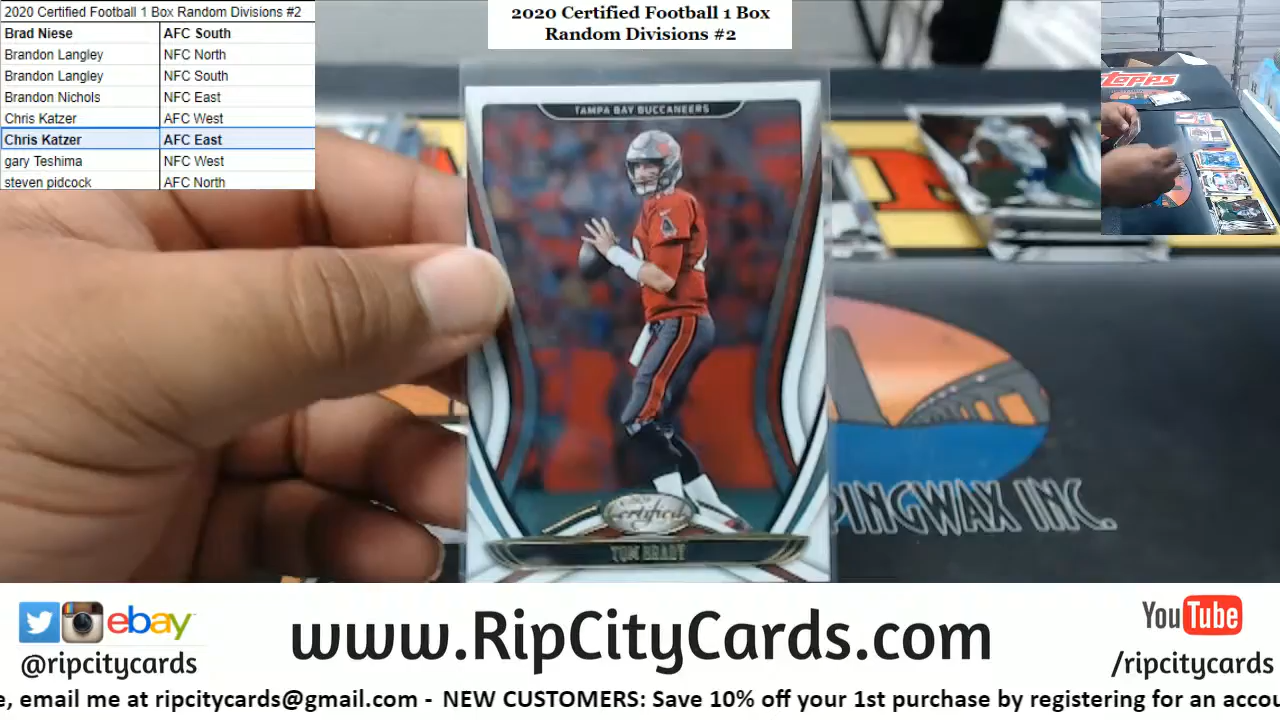 2020 Certified Football 1 Box Random Divisions #2
Brad Niese AFC South
Brandon Langley NFC North
Brandon Langley NFC South
Brandon Nichols NFC East
Chris Katzer AFC West
Chris Katzer AFC East
gary Teshima NFC West
steven pidcock AFC North
2020 Certified Football 1 Box
Random Divisions #2
TOPPS
TAMPA BAY BUCCANEERS
Certified
TOM BRADY
PINGWAX INC.
ebay
@ripcitycards
www.RipCityCards.com
YouTube
/ripcitycards
e, email me at ripcitycards@gmail.com - NEW CUSTOMERS: Save 10% off your 1st purchase by registering for an accou